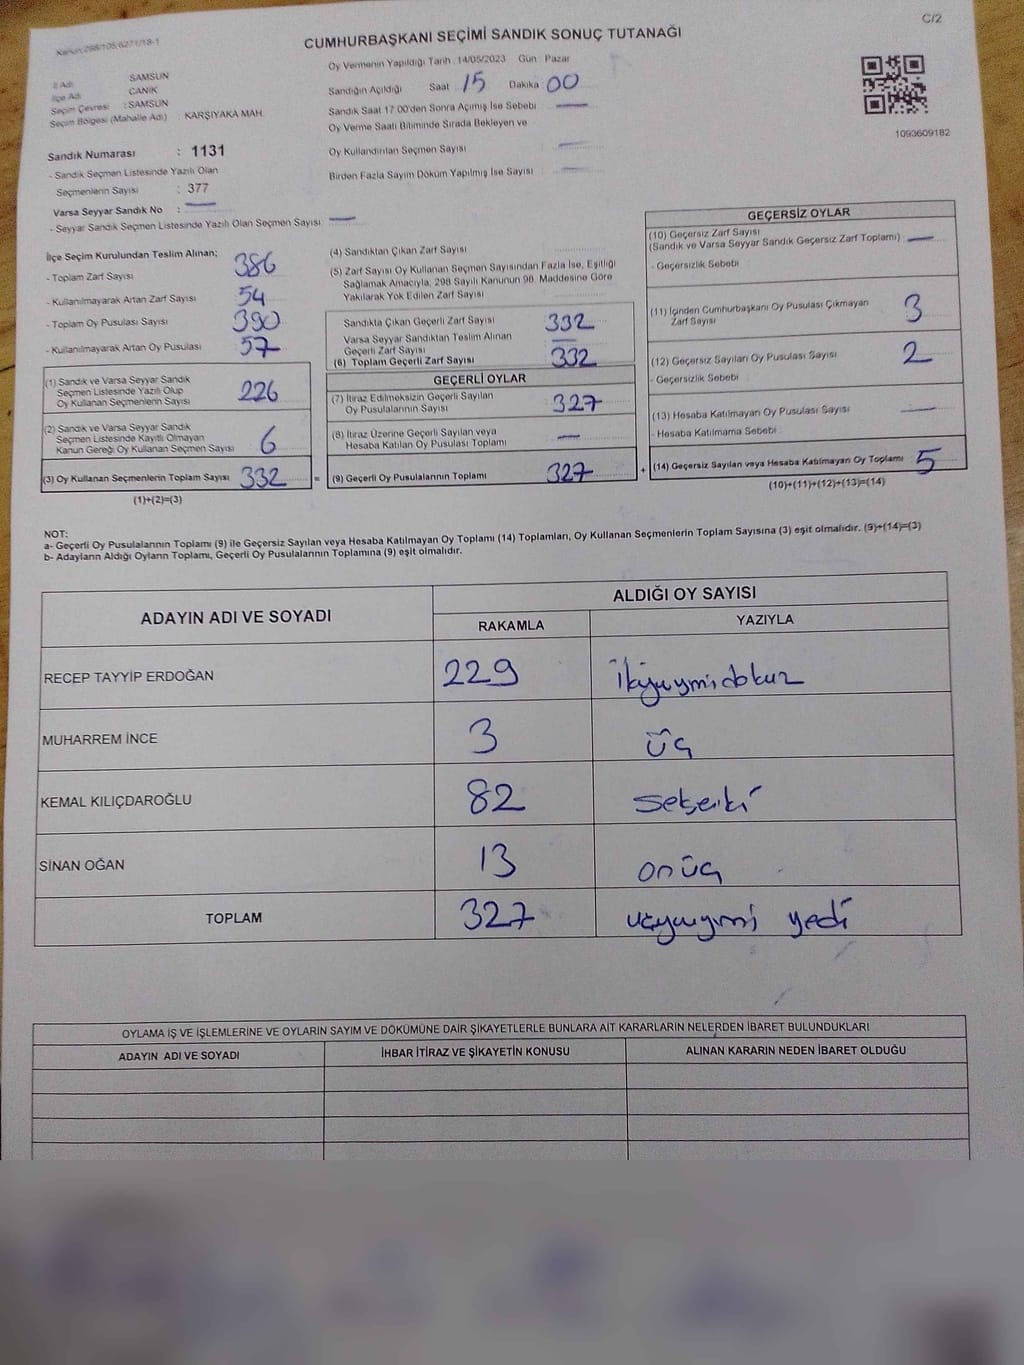 Kanun:298/105;6271/18-1
C/2
CUMHURBAŞKANI SEÇİMİ SANDIK SONUÇ TUTANAĞI
İl Adı SAMSUN
İlçe Adı CANİK
Seçim Çevresi : SAMSUN
Seçim Bölgesi (Mahalle Adı) KARŞIYAKA MAH.
Oy Vermenin Yapıldığı Tarih : 14/05/2023 Gün : Pazar
Sandığın Açıldığı Saat 15 Dakika 00
Sandık Saat 17:00'den Sonra Açılmış İse Sebebi —
Oy Verme Saati Bitiminde Sırada Bekleyen ve
Oy Kullandırılan Seçmen Sayısı —
Birden Fazla Sayım Döküm Yapılmış İse Sayısı —
1093609182
Sandık Numarası : 1131
- Sandık Seçmen Listesinde Yazılı Olan
Seçmenlerin Sayısı : 377
Varsa Seyyar Sandık No : —
- Seyyar Sandık Seçmen Listesinde Yazılı Olan Seçmen Sayısı —
İlçe Seçim Kurulundan Teslim Alınan;
- Toplam Zarf Sayısı 386
- Kullanılmayarak Artan Zarf Sayısı 54
- Toplam Oy Pusulası Sayısı 390
- Kullanılmayarak Artan Oy Pusulası 57
(1) Sandık ve Varsa Seyyar Sandık
Seçmen Listesinde Yazılı Olup
Oy Kullanan Seçmenlerin Sayısı 226
(2) Sandık ve Varsa Seyyar Sandık
Seçmen Listesinde Kayıtlı Olmayan
Kanun Gereği Oy Kullanan Seçmen Sayısı 6
(3) Oy Kullanan Seçmenlerin Toplam Sayısı 332 =
(1)+(2)=(3)
(4) Sandıktan Çıkan Zarf Sayısı
(5) Zarf Sayısı Oy Kullanan Seçmen Sayısından Fazla İse, Eşitliği
Sağlamak Amacıyla, 298 Sayılı Kanunun 98. Maddesine Göre
Yakılarak Yok Edilen Zarf Sayısı
Sandıkta Çıkan Geçerli Zarf Sayısı 332
Varsa Seyyar Sandıktan Teslim Alınan
Geçerli Zarf Sayısı —
(6) Toplam Geçerli Zarf Sayısı 332
GEÇERLİ OYLAR
(7) İtiraz Edilmeksizin Geçerli Sayılan
Oy Pusulalarının Sayısı 327
(8) İtiraz Üzerine Geçerli Sayılan veya
Hesaba Katılan Oy Pusulası Toplamı —
(9) Geçerli Oy Pusulalarının Toplamı 327 +
GEÇERSİZ OYLAR
(10) Geçersiz Zarf Sayısı
(Sandık ve Varsa Seyyar Sandık Geçersiz Zarf Toplamı) —
- Geçersizlik Sebebi
(11) İçinden Cumhurbaşkanı Oy Pusulası Çıkmayan
Zarf Sayısı 3
(12) Geçersiz Sayılan Oy Pusulası Sayısı 2
- Geçersizlik Sebebi
(13) Hesaba Katılmayan Oy Pusulası Sayısı —
- Hesaba Katılmama Sebebi
(14) Geçersiz Sayılan veya Hesaba Katılmayan Oy Toplamı 5
(10)+(11)+(12)+(13)=(14)
NOT:
a- Geçerli Oy Pusulalarının Toplamı (9) ile Geçersiz Sayılan veya Hesaba Katılmayan Oy Toplamı (14) Toplamları, Oy Kullanan Seçmenlerin Toplam Sayısına (3) eşit olmalıdır. (9)+(14)=(3)
b- Adayların Aldığı Oyların Toplamı, Geçerli Oy Pusulalarının Toplamına (9) eşit olmalıdır.
ADAYIN ADI VE SOYADI ALDIĞI OY SAYISI
RAKAMLA YAZIYLA
RECEP TAYYİP ERDOĞAN 229 ikiyüyirmidokuz
MUHARREM İNCE 3 üç
KEMAL KILIÇDAROĞLU 82 sekseniki
SİNAN OĞAN 13 onüç
TOPLAM 327 üçyüzyirmi yedi
OYLAMA İŞ VE İŞLEMLERİNE VE OYLARIN SAYIM VE DÖKÜMÜNE DAİR ŞİKAYETLERLE BUNLARA AİT KARARLARIN NELERDEN İBARET BULUNDUKLARI
ADAYIN ADI VE SOYADI İHBAR İTİRAZ VE ŞİKAYETİN KONUSU ALINAN KARARIN NEDEN İBARET OLDUĞU